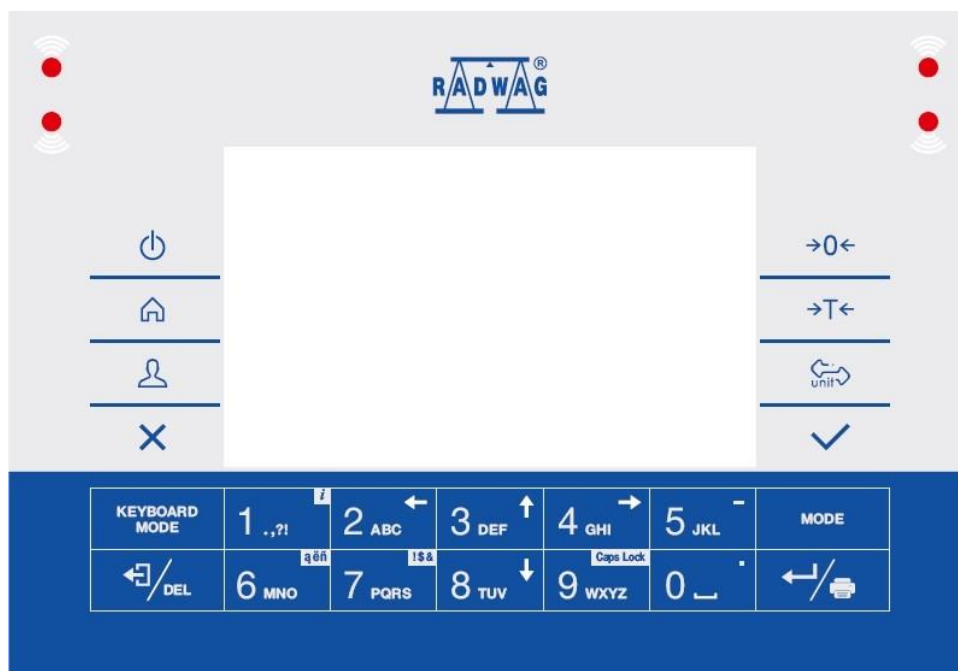 RADWAG®
→0←
→T←
unit
KEYBOARD MODE
1 .,?! i
2 ABC ←
3 DEF ↑
4 GHI →
5 JKL -
MODE
/DEL
6 MNO ąëñ
7 PQRS !$&
8 TUV ↓
9 WXYZ Caps Lock
0 ⎵ .